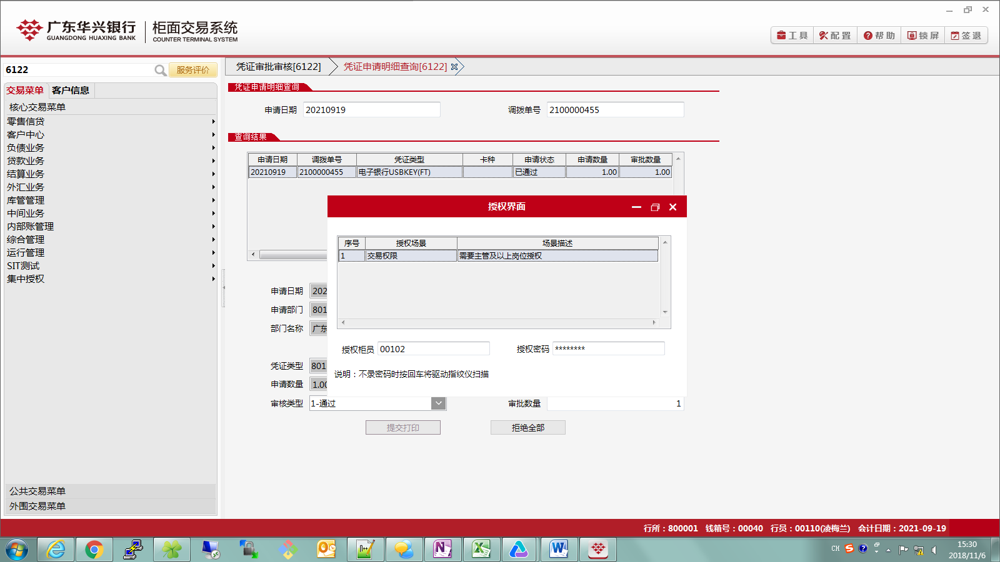 广东华兴银行
GUANGDONG HUAXING BANK
柜面交易系统
COUNTER TERMINAL SYSTEM
工具 配置 帮助 锁屏 签退
6122 服务评价
凭证审批审核[6122] 凭证申请明细查询[6122]
交易菜单 客户信息
核心交易菜单
零售信贷
客户中心
负债业务
贷款业务
结算业务
外汇业务
库管管理
中间业务
内部账管理
综合管理
运行管理
SIT测试
集中授权
公共交易菜单
外围交易菜单
凭证申请明细查询
申请日期 20210919 调拨单号 2100000455
查询结果
申请日期 调拨单号 凭证类型 卡种 申请状态 申请数量 审批数量
20210919 2100000455 电子银行USBKEY(FT) 已通过 1.00 1.00
授权界面
序号 授权场景 场景描述
1 交易权限 需要主管及以上岗位授权
授权柜员 00102 授权密码 ********
说明：不录密码时按回车将驱动指纹仪扫描
申请日期 202
申请部门 801
部门名称 广东
凭证类型 801
申请数量 1.00
审核类型 1-通过 审批数量 1
提交打印 拒绝全部
行所：800001 钱箱号：00040 行员：00110(凌梅兰) 会计日期：2021-09-19
CH
15:30
2018/11/6